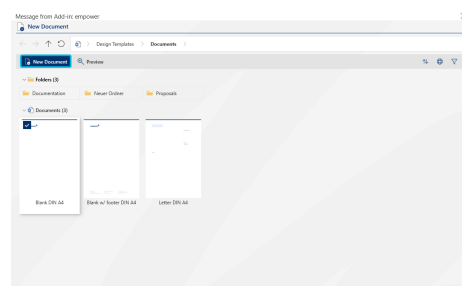 Message from Add-in: empower
New Document
Design Templates > Documents >
New Document Preview
Folders (3)
Documentation Neuer Ordner Proposals
Documents (3)
Blank DIN A4 Blank w/ footer DIN A4 Letter DIN A4